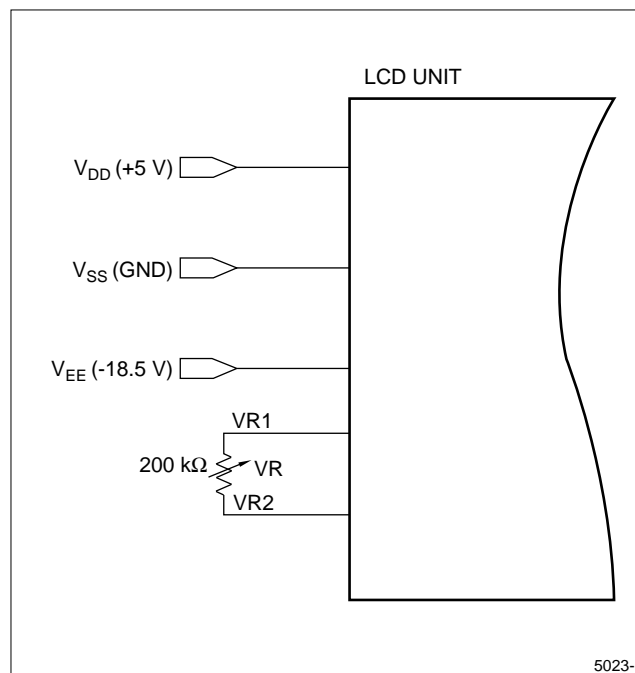 LCD UNIT
V_DD (+5 V)
V_SS (GND)
V_EE (-18.5 V)
VR1
200 kΩ VR
VR2
5023-